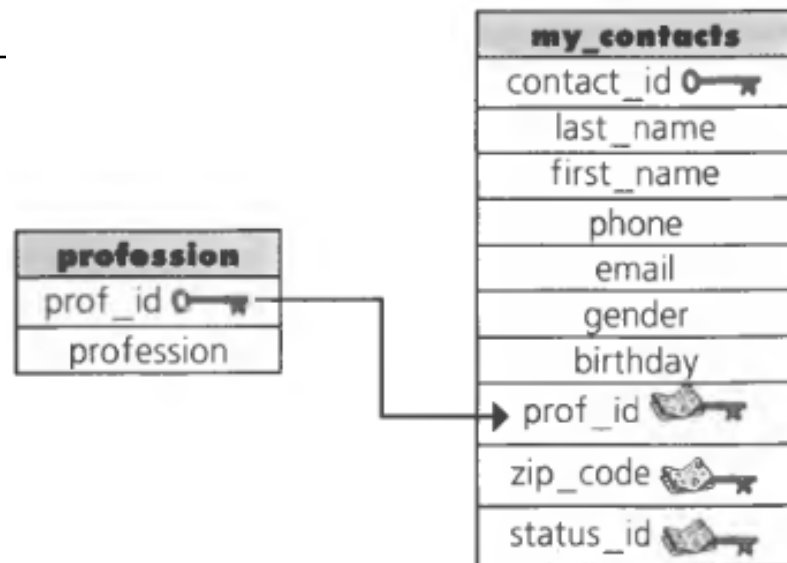 profession
prof_id
profession
my_contacts
contact_id
last_name
first_name
phone
email
gender
birthday
prof_id
zip_code
status_id